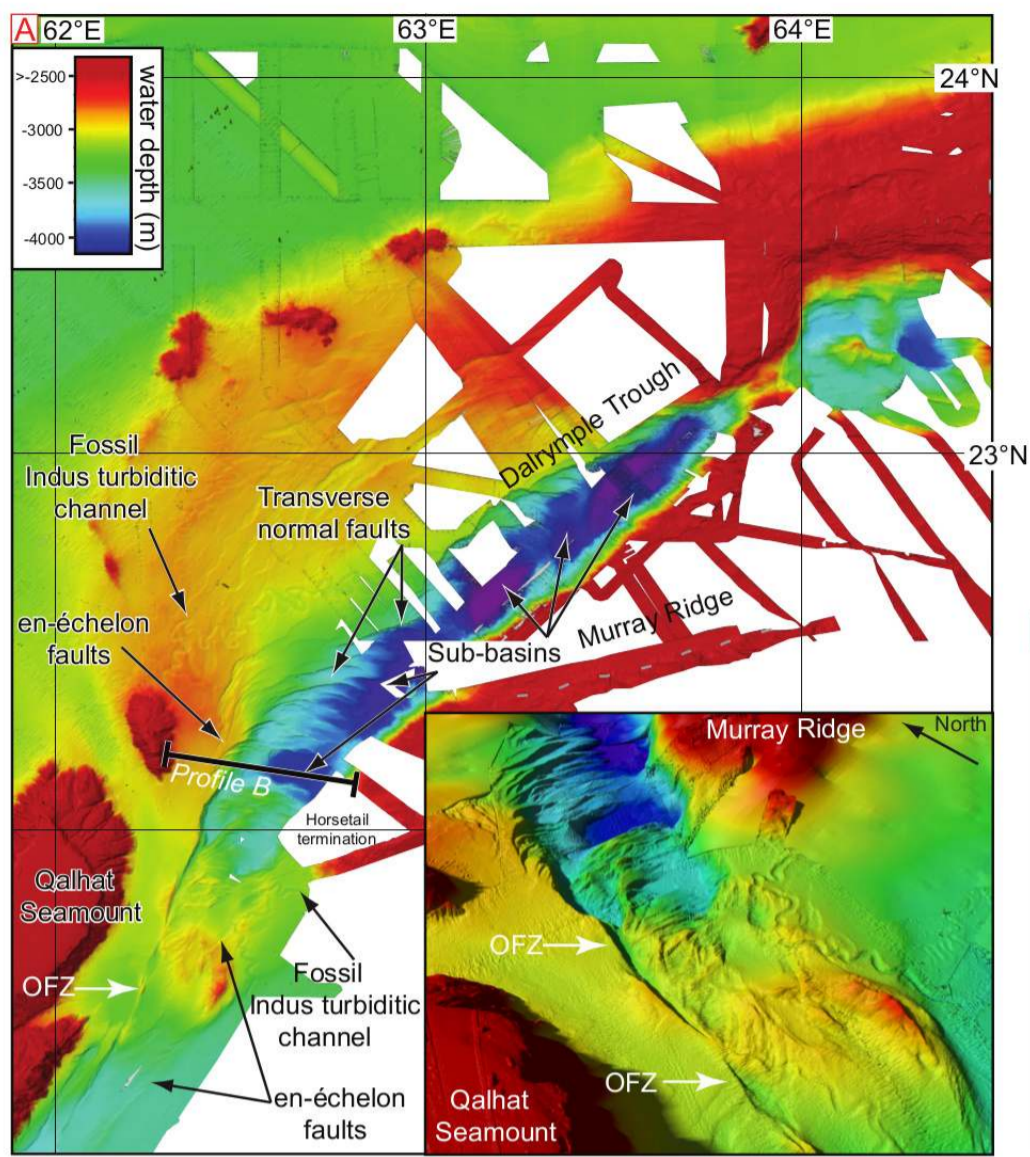 A
62°E
63°E
64°E
24°N
>-2500
-3000
-3500
-4000
water depth (m)
23°N
Dalrymple Trough
Fossil
Indus turbiditic
channel
Transverse
normal faults
en-échelon
faults
Murray Ridge
Sub-basins
Profile B
Horsetail
termination
Qalhat
Seamount
OFZ
Fossil
Indus turbiditic
channel
en-échelon
faults
Murray Ridge
North
OFZ
OFZ
Qalhat
Seamount